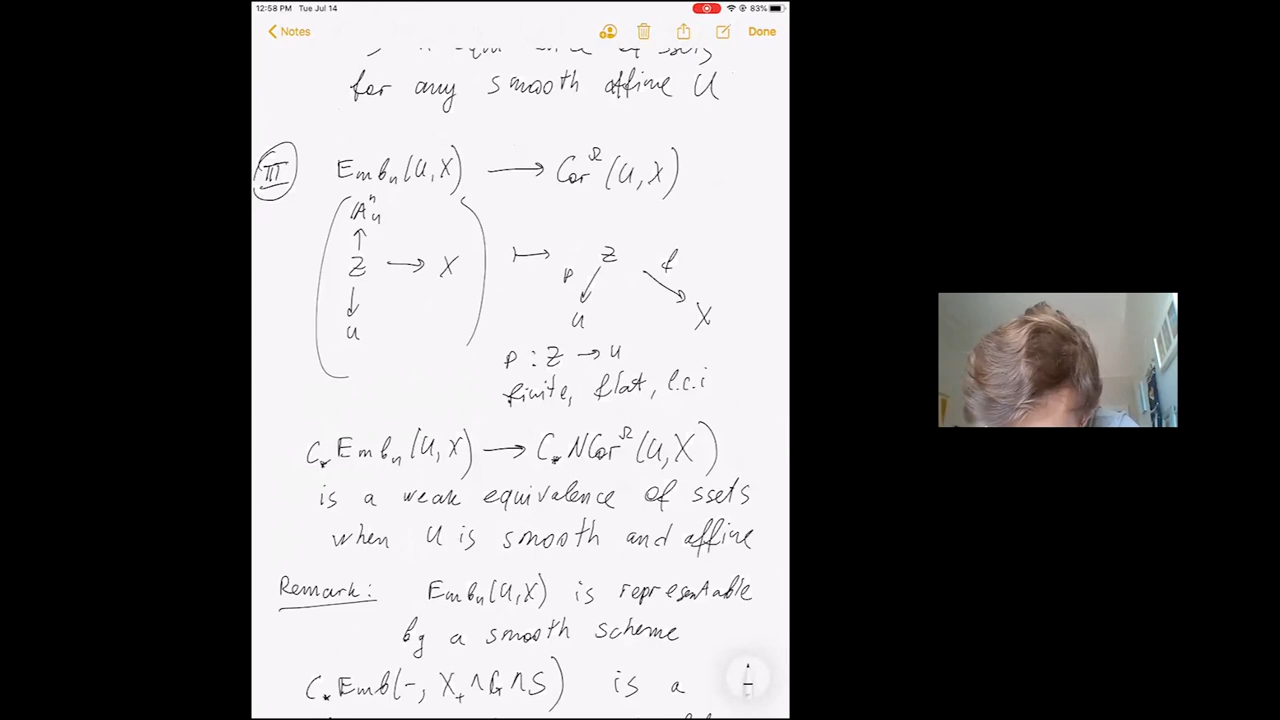 12:58 PM Tue Jul 14
83%
Notes
Done
for any smooth affine U
III Emb_n(U, X) ⟶ Cor^Ω(U, X)
A^n_U
↑
Z ⟶ X ⟼ Z
p f
↓
U U X
p : Z → U
finite, flat, l.c.i
C_* Emb_n(U, X) ⟶ C_* NCor^Ω(U, X)
is a weak equivalence of ssets
when U is smooth and affine
Remark: Emb_n(U, X) is representable
by a smooth scheme
C_* Emb(-, X_+ ∧ G ∧ S) is a